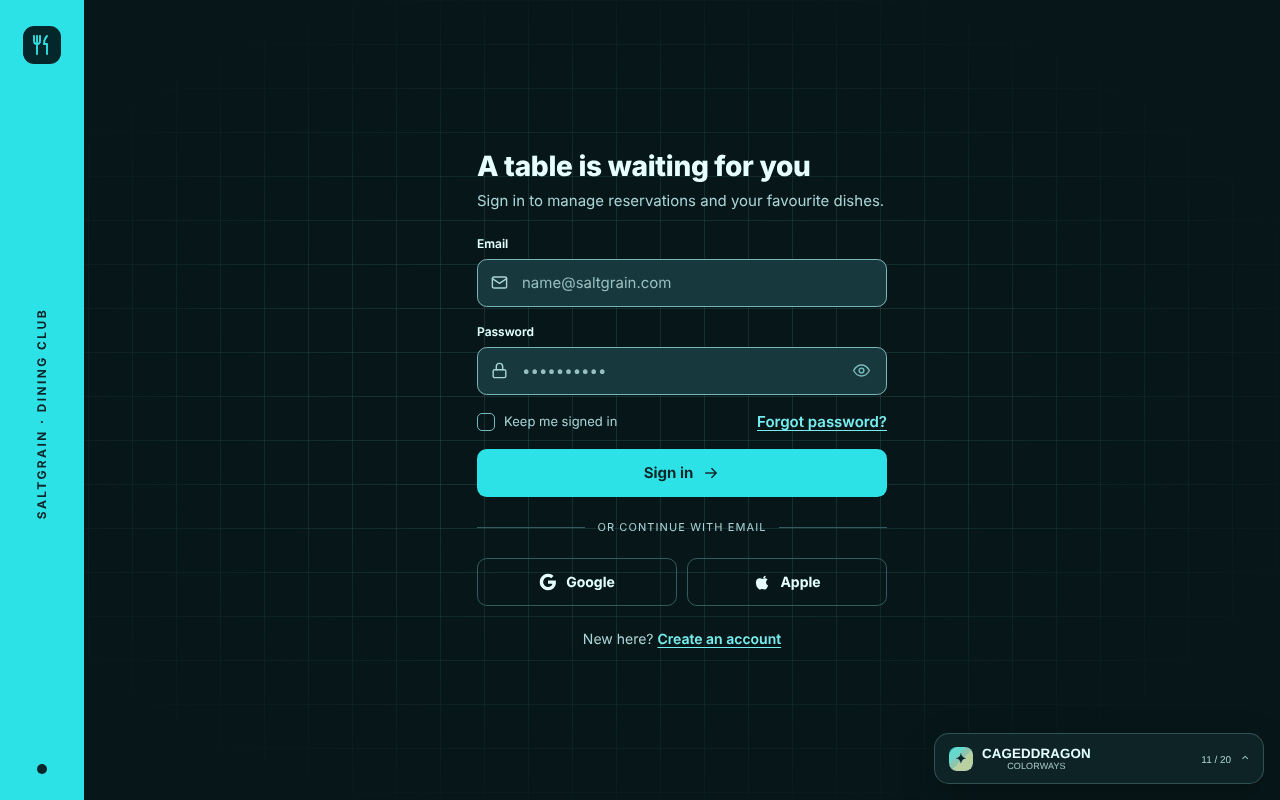 SALTGRAIN · DINING CLUB
A table is waiting for you
Sign in to manage reservations and your favourite dishes.
Email
name@saltgrain.com
Password
••••••••••
Keep me signed in
Forgot password?
Sign in →
OR CONTINUE WITH EMAIL
Google
Apple
New here? Create an account
CAGEDDRAGON
COLORWAYS
11 / 20